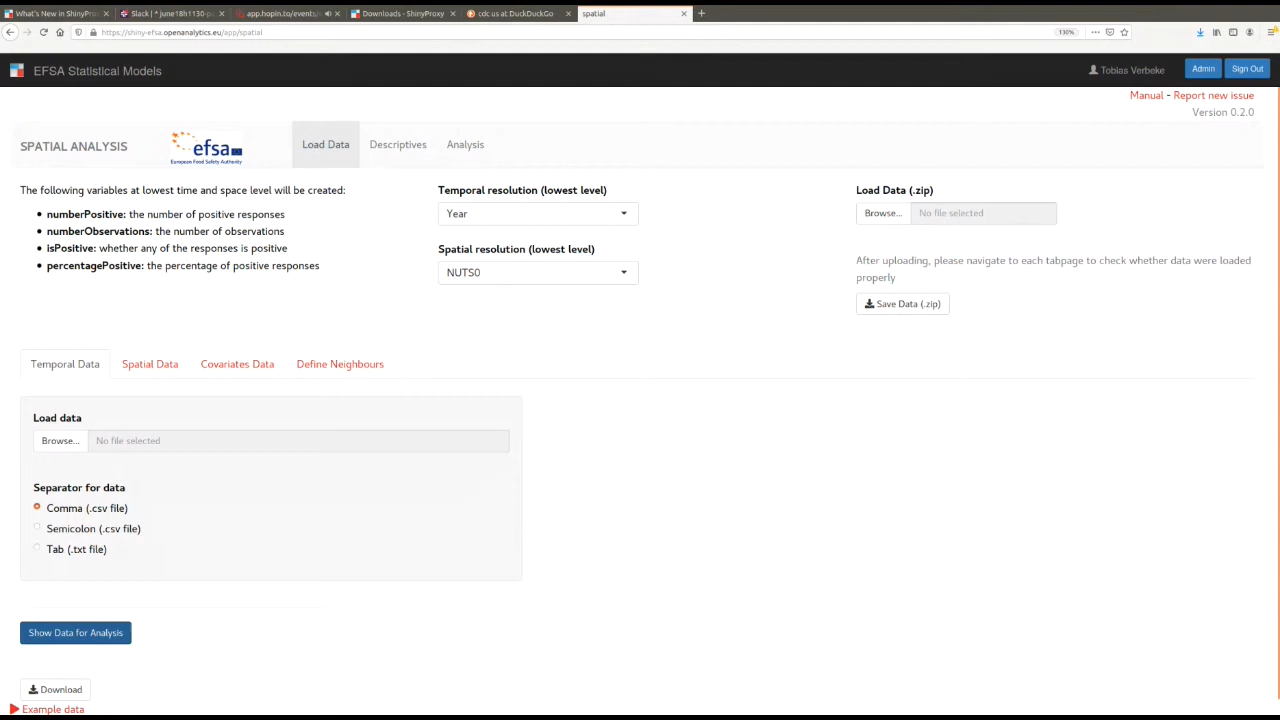 What's New in ShinyPro
Slack | * june18h1130-p
app.hopin.to/events/
Downloads - ShinyProxy
cdc us at DuckDuckGo
spatial
https://shiny-efsa.openanalytics.eu/app/spatial
130%
EFSA Statistical Models
Tobias Verbeke
Admin
Sign Out
Manual - Report new issue
Version 0.2.0
SPATIAL ANALYSIS
efsa
European Food Safety Authority
Load Data
Descriptives
Analysis
The following variables at lowest time and space level will be created:
• numberPositive: the number of positive responses
• numberObservations: the number of observations
• isPositive: whether any of the responses is positive
• percentagePositive: the percentage of positive responses
Temporal resolution (lowest level)
Year
Spatial resolution (lowest level)
NUTS0
Load Data (.zip)
Browse...
No file selected
After uploading, please navigate to each tabpage to check whether data were loaded
properly
Save Data (.zip)
Temporal Data
Spatial Data
Covariates Data
Define Neighbours
Load data
Browse...
No file selected
Separator for data
Comma (.csv file)
Semicolon (.csv file)
Tab (.txt file)
Show Data for Analysis
Download
Example data